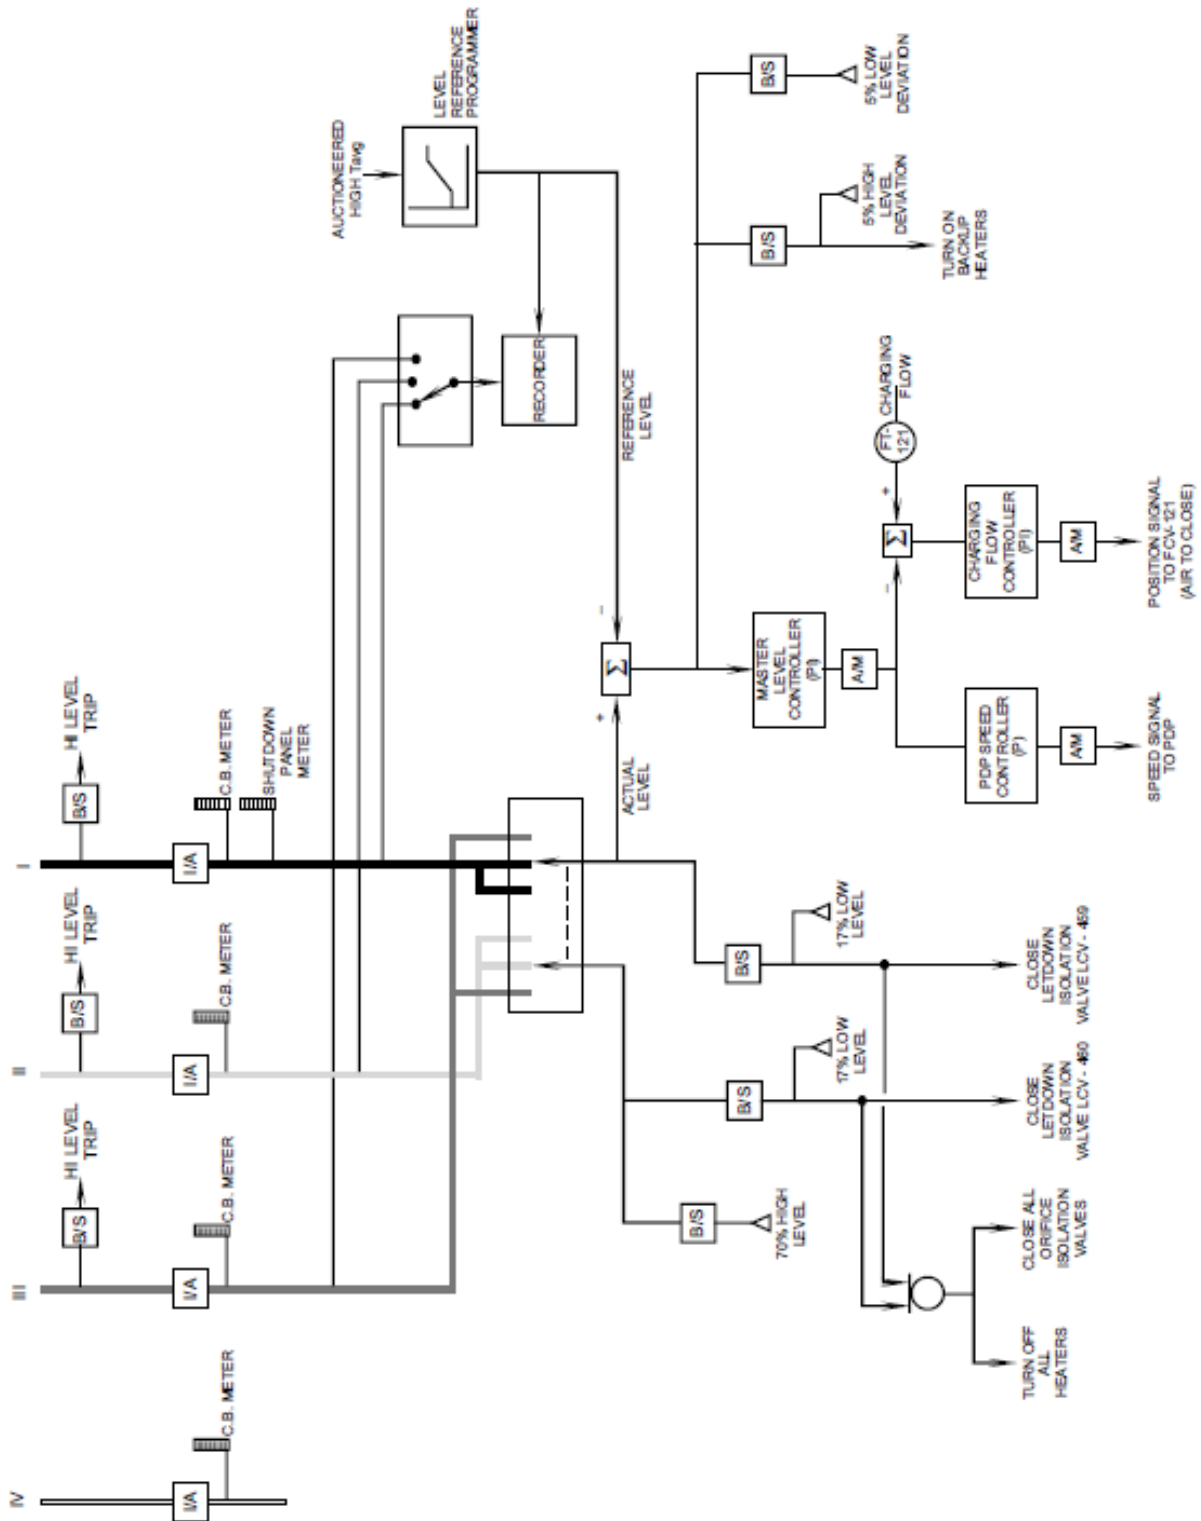 IV
III
II
I
B/S
HI LEVEL
TRIP
B/S
HI LEVEL
TRIP
B/S
HI LEVEL
TRIP
I/A
I/A
I/A
I/A
C.B. METER
C.B. METER
C.B. METER
C.B. METER
SHUTDOWN
PANEL
METER
AUCTIONEERED
HIGH Tavg
LEVEL
REFERENCE
PROGRAMMER
RECORDER
REFERENCE
LEVEL
ACTUAL
LEVEL
+
Σ
−
70% HIGH
LEVEL
B/S
B/S
17% LOW
LEVEL
B/S
17% LOW
LEVEL
TURN OFF
ALL
HEATERS
CLOSE ALL
ORIFICE
ISOLATION
VALVES
CLOSE
LETDOWN
ISOLATION
VALVE LCV - 460
CLOSE
LETDOWN
ISOLATION
VALVE LCV - 459
MASTER
LEVEL
CONTROLLER
(PI)
A/M
PDP SPEED
CONTROLLER
(P)
A/M
SPEED SIGNAL
TO PDP
−
Σ
+
FT-
121
CHARGING
FLOW
CHARGING
FLOW
CONTROLLER
(PI)
A/M
POSITION SIGNAL
TO FCV- 121
(AIR TO CLOSE)
B/S
5% HIGH
LEVEL
DEVIATION
TURN ON
BACKUP
HEATERS
B/S
5% LOW
LEVEL
DEVIATION